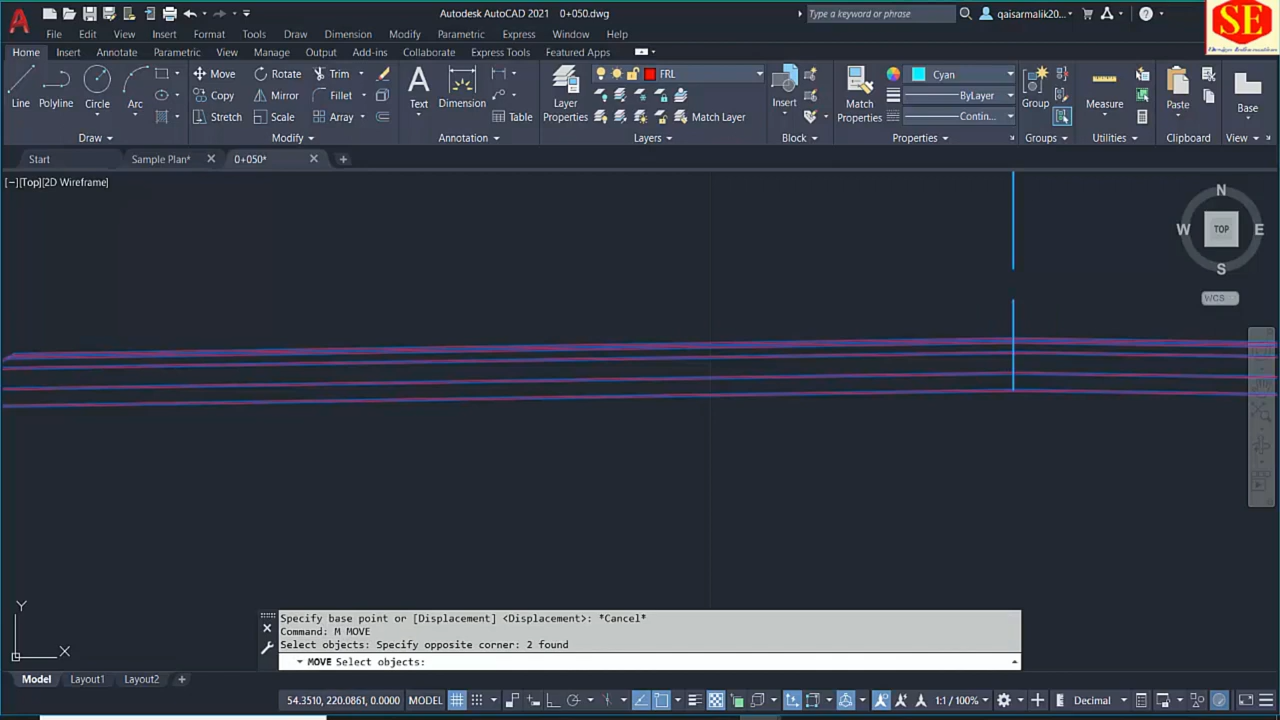 Autodesk AutoCAD 2021 0+050.dwg
Type a keyword or phrase
qaisarmalik20...
SE
File Edit View Insert Format Tools Draw Dimension Modify Parametric Express Window Help
Home Insert Annotate Parametric View Manage Output Add-ins Collaborate Express Tools Featured Apps
Line
Polyline
Circle
Arc
Move
Rotate
Trim
Copy
Mirror
Fillet
Stretch
Scale
Array
Text
Dimension
Table
Layer
Properties
FRL
Match Layer
Insert
Match
Properties
Cyan
ByLayer
Contin...
Group
Measure
Paste
Base
Draw
Modify
Annotation
Layers
Block
Properties
Groups
Utilities
Clipboard
View
Start
Sample Plan*
0+050*
[−][Top][2D Wireframe]
N
W TOP E
S
WCS
Y
X
Specify base point or [Displacement] <Displacement>: *Cancel*
Command: M MOVE
Select objects: Specify opposite corner: 2 found
MOVE Select objects:
Model Layout1 Layout2
54.3510, 220.0861, 0.0000 MODEL
1:1 / 100%
Decimal